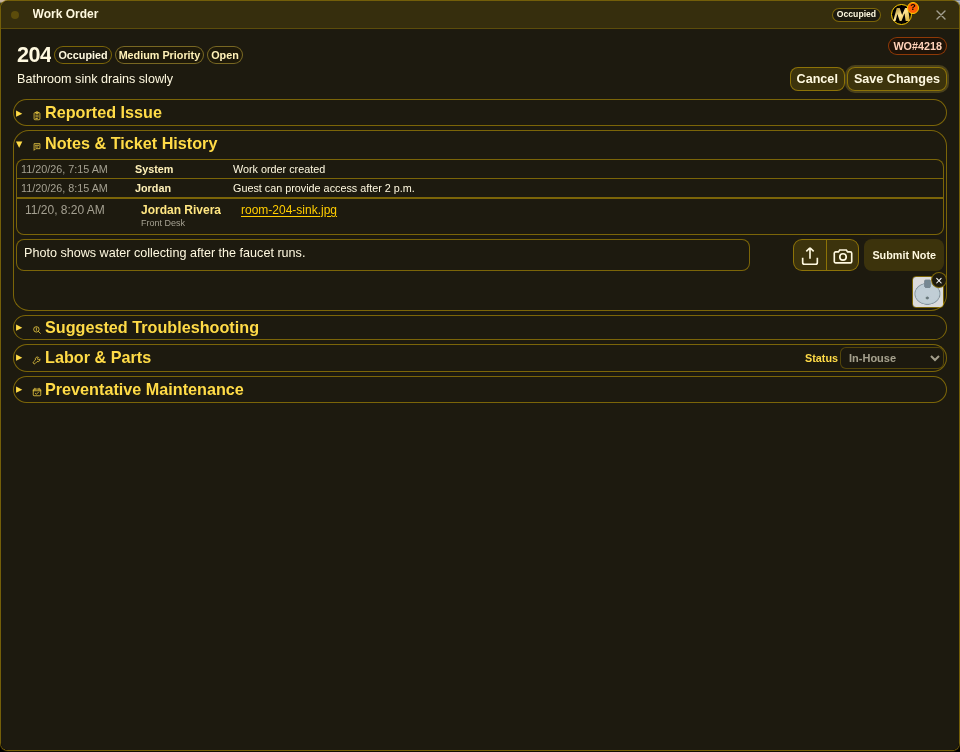 Work Order
Occupied
M ?
WO#4218
204 Occupied Medium Priority Open
Bathroom sink drains slowly
Cancel Save Changes
Reported Issue
Notes & Ticket History
11/20/26, 7:15 AM System Work order created
11/20/26, 8:15 AM Jordan Guest can provide access after 2 p.m.
11/20, 8:20 AM Jordan Rivera room-204-sink.jpg
Front Desk
Photo shows water collecting after the faucet runs.
Submit Note
Suggested Troubleshooting
Labor & Parts Status In-House
Preventative Maintenance